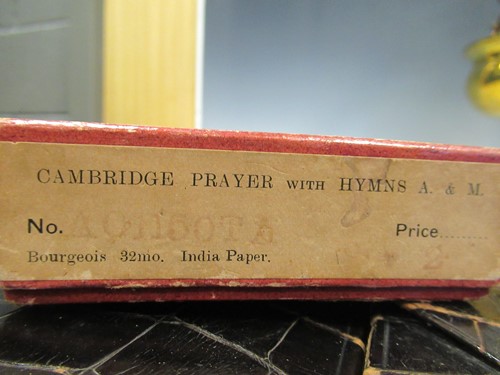 CAMBRIDGE PRAYER WITH HYMNS A. & M.
No.
Price.........
Bourgeois 32mo. India Paper.